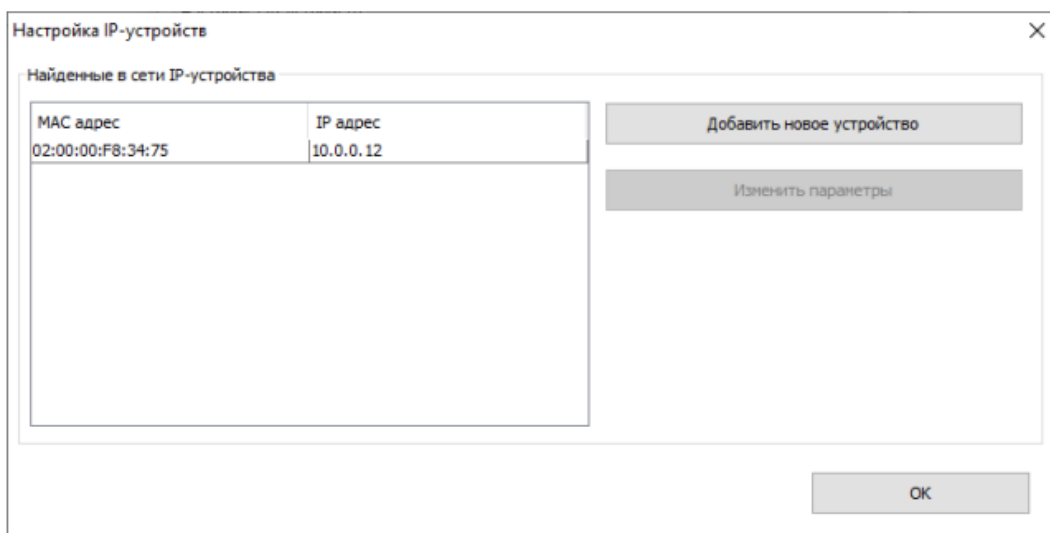 Настройка IP-устройств
Найденные в сети IP-устройства
MAC адрес IP адрес
02:00:00:F8:34:75 10.0.0.12
Добавить новое устройство
Изменить параметры
OK